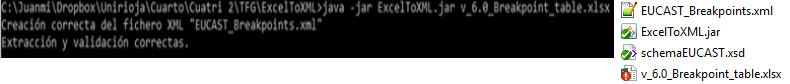 C:\Juanmi\Dropbox\Unirioja\Cuarto\Cuatri 2\TFG\ExcelToXML>java -jar ExcelToXML.jar v_6.0_Breakpoint_table.xlsx
Creación correcta del fichero XML "EUCAST_Breakpoints.xml"
Extracción y validación correctas.
EUCAST_Breakpoints.xml
ExcelToXML.jar
schemaEUCAST.xsd
v_6.0_Breakpoint_table.xlsx